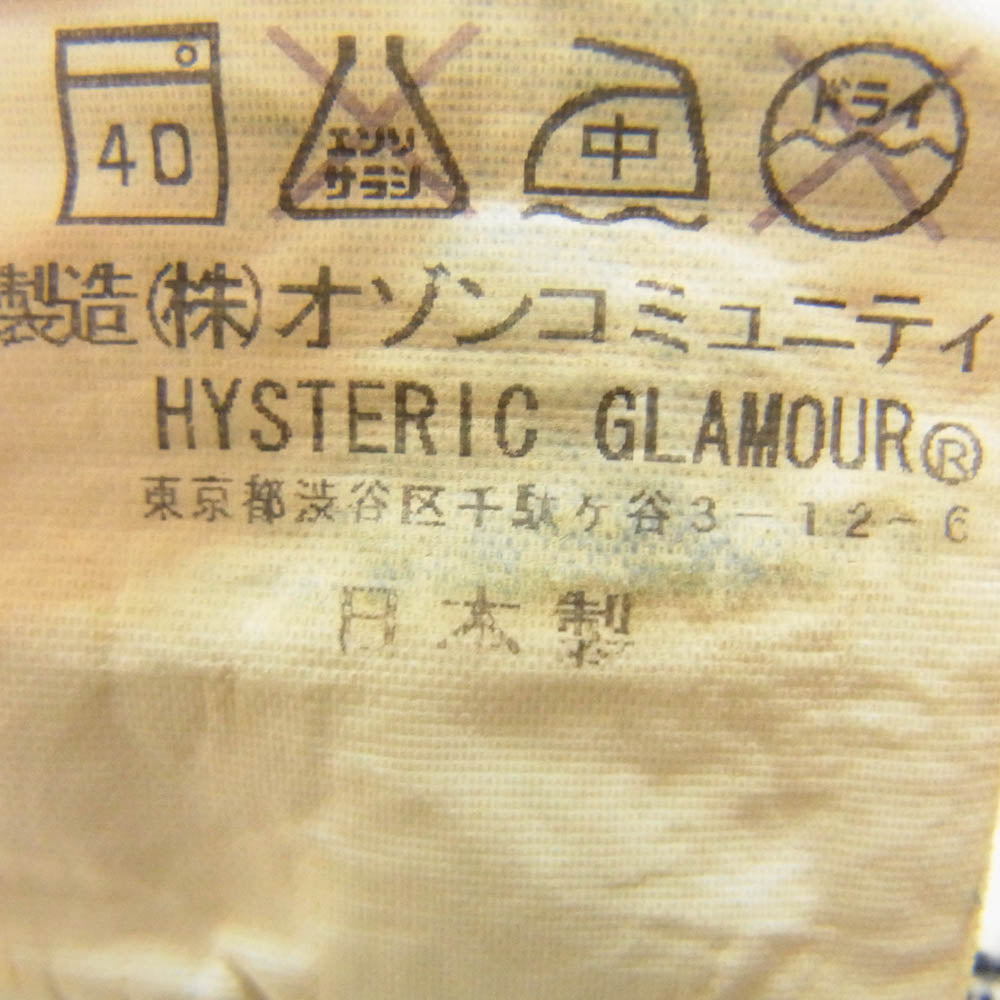 40 エンソ サラシ 中 ドライ
製造(株)オゾンコミュニティ
HYSTERIC GLAMOUR®
東京都渋谷区千駄ケ谷3-12-6
日本製